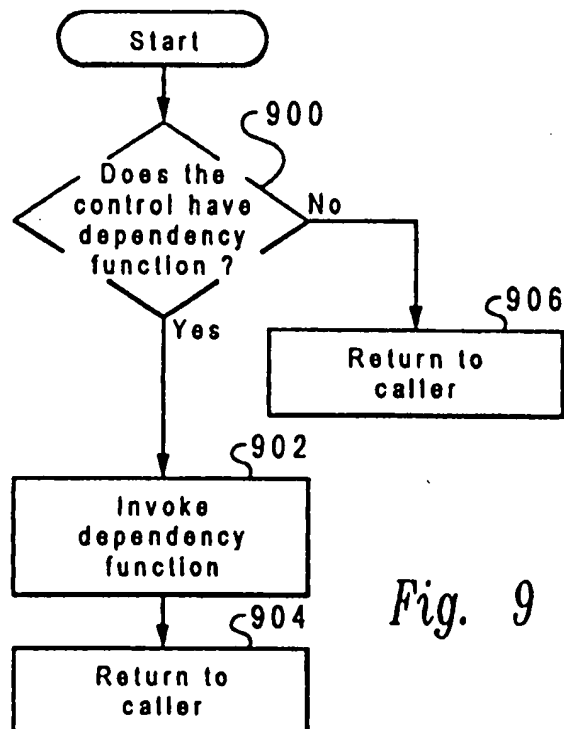 Start
900
Does the
control have
dependency
function ?
No
Yes
906
Return to
caller
902
Invoke
dependency
function
904
Return to
caller
Fig. 9